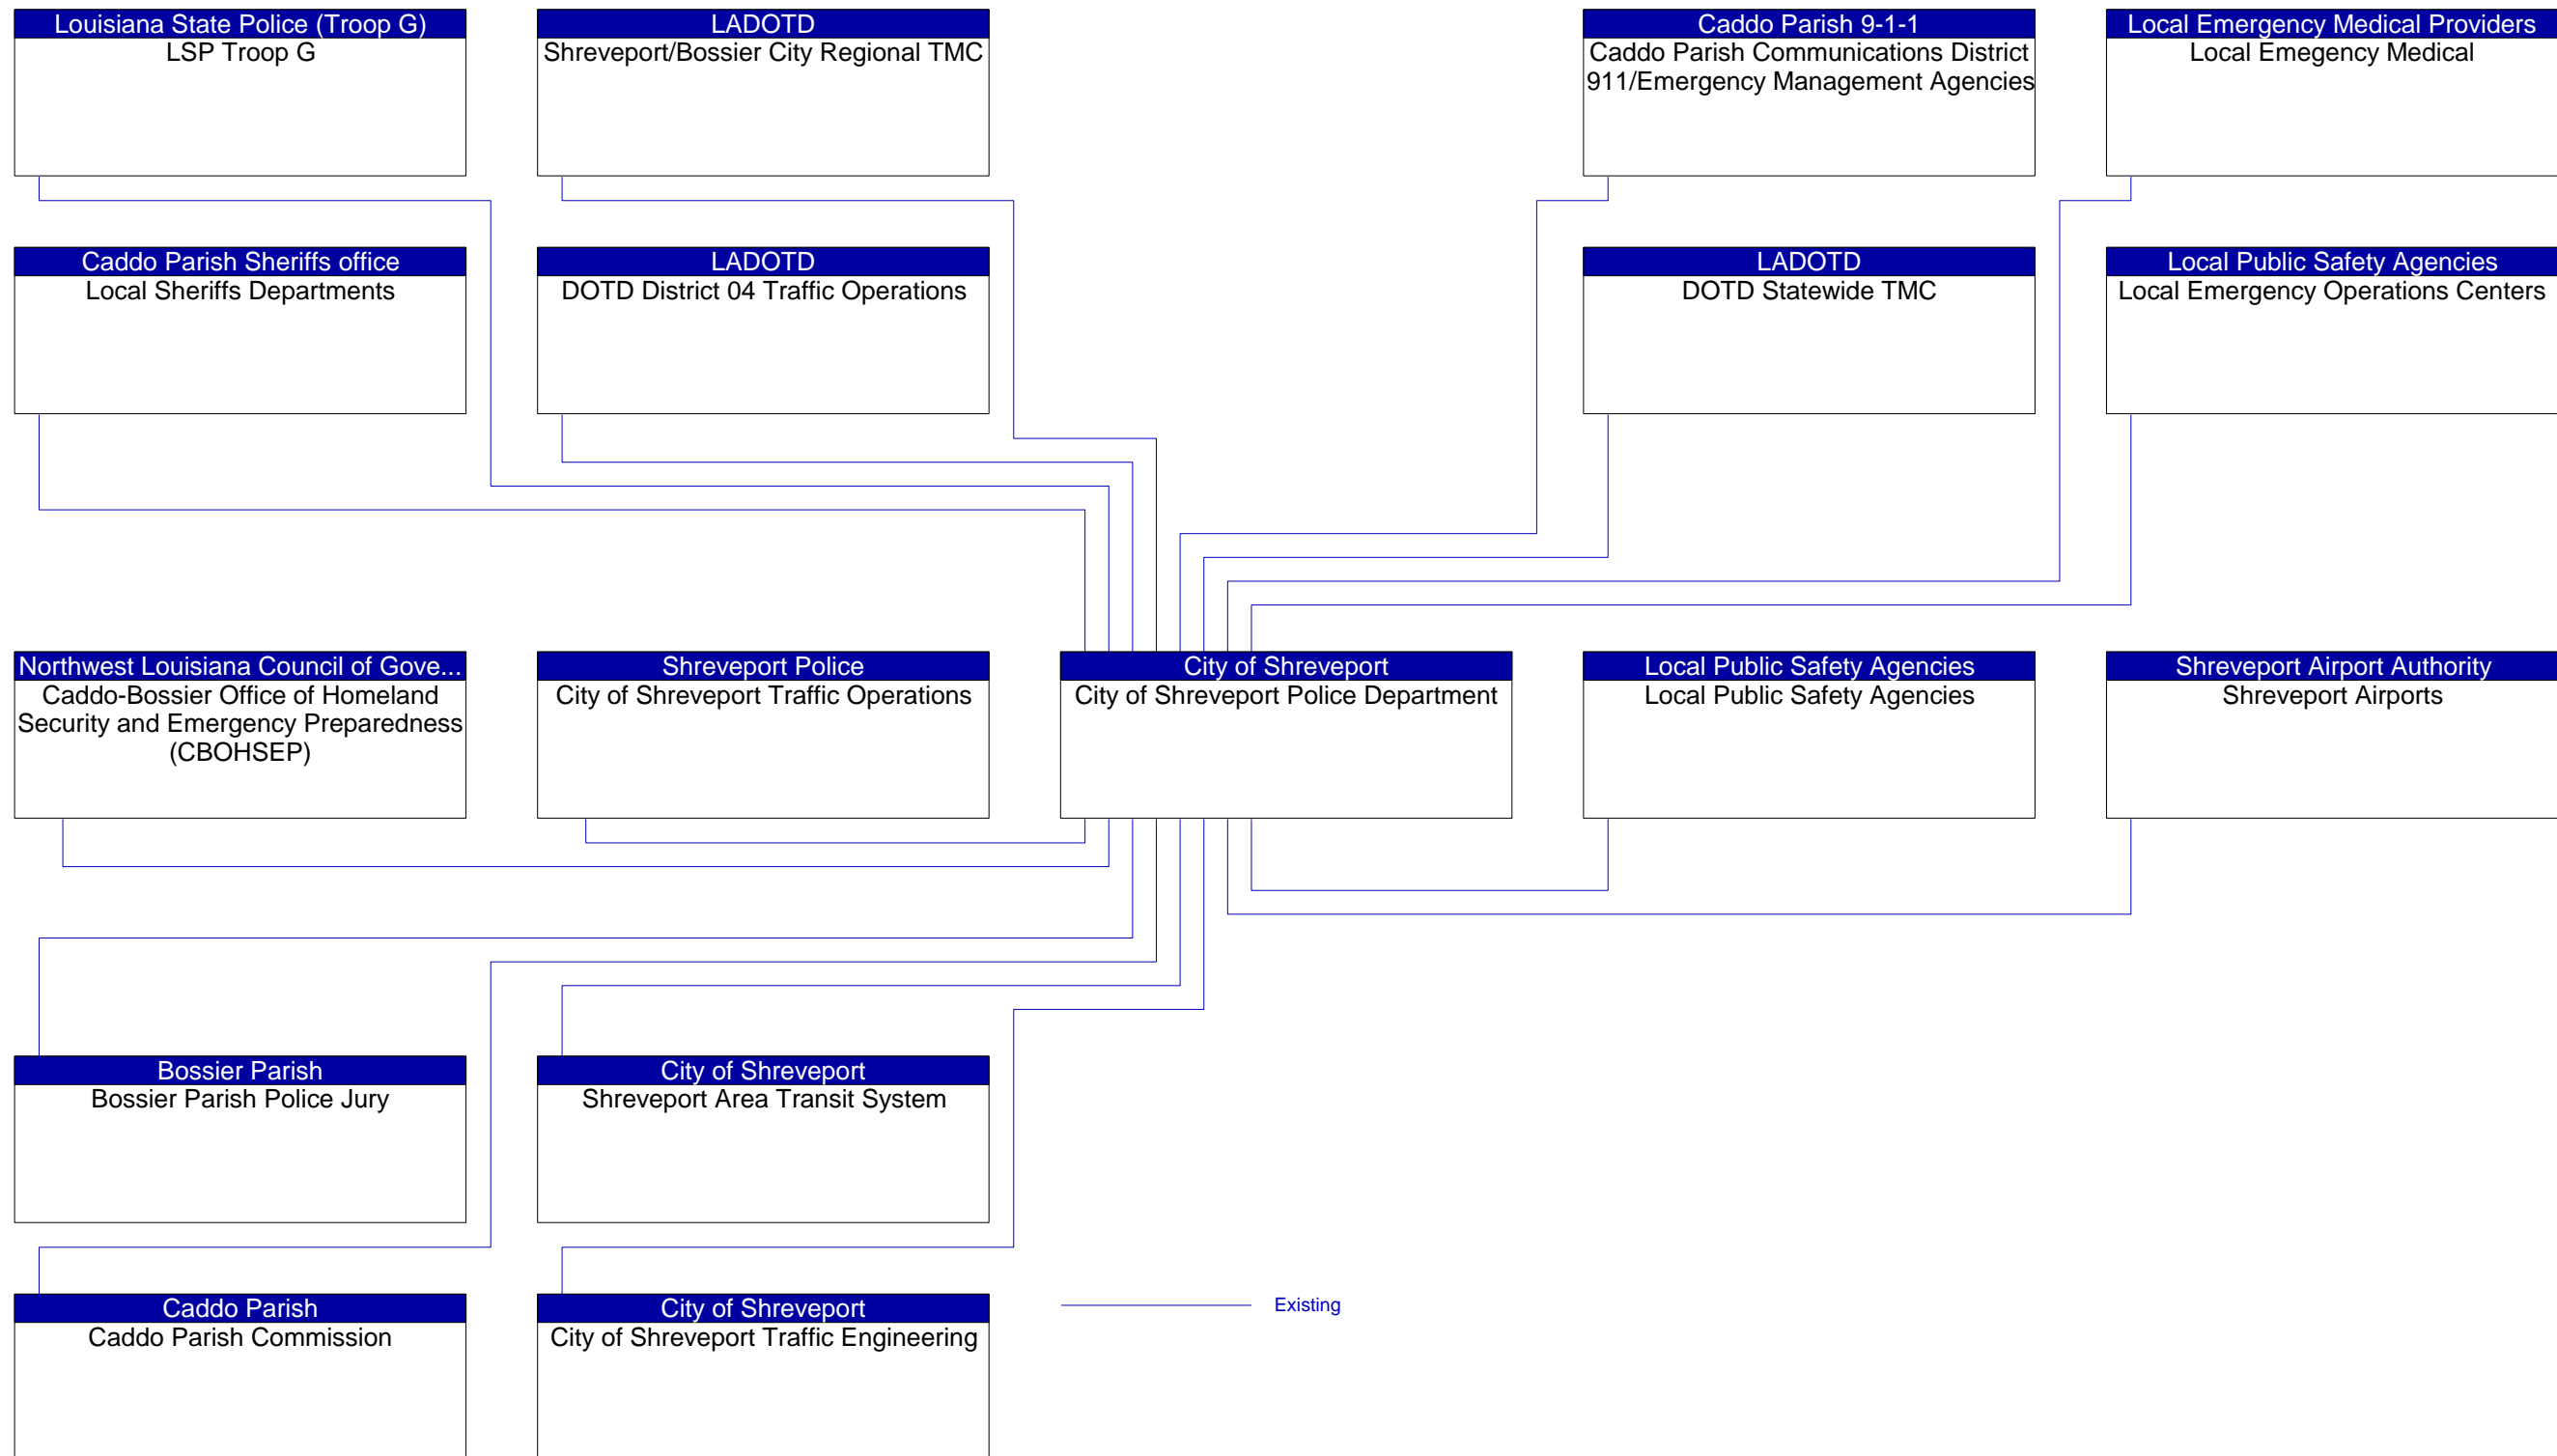 Louisiana State Police (Troop G)
LSP Troop G
LADOTD
Shreveport/Bossier City Regional TMC
Caddo Parish 9-1-1
Caddo Parish Communications District
911/Emergency Management Agencies
Local Emergency Medical Providers
Local Emegency Medical
Caddo Parish Sheriffs office
Local Sheriffs Departments
LADOTD
DOTD District 04 Traffic Operations
LADOTD
DOTD Statewide TMC
Local Public Safety Agencies
Local Emergency Operations Centers
Northwest Louisiana Council of Gove...
Caddo-Bossier Office of Homeland
Security and Emergency Preparedness
(CBOHSEP)
Shreveport Police
City of Shreveport Traffic Operations
City of Shreveport
City of Shreveport Police Department
Local Public Safety Agencies
Local Public Safety Agencies
Shreveport Airport Authority
Shreveport Airports
Bossier Parish
Bossier Parish Police Jury
City of Shreveport
Shreveport Area Transit System
Caddo Parish
Caddo Parish Commission
City of Shreveport
City of Shreveport Traffic Engineering
Existing